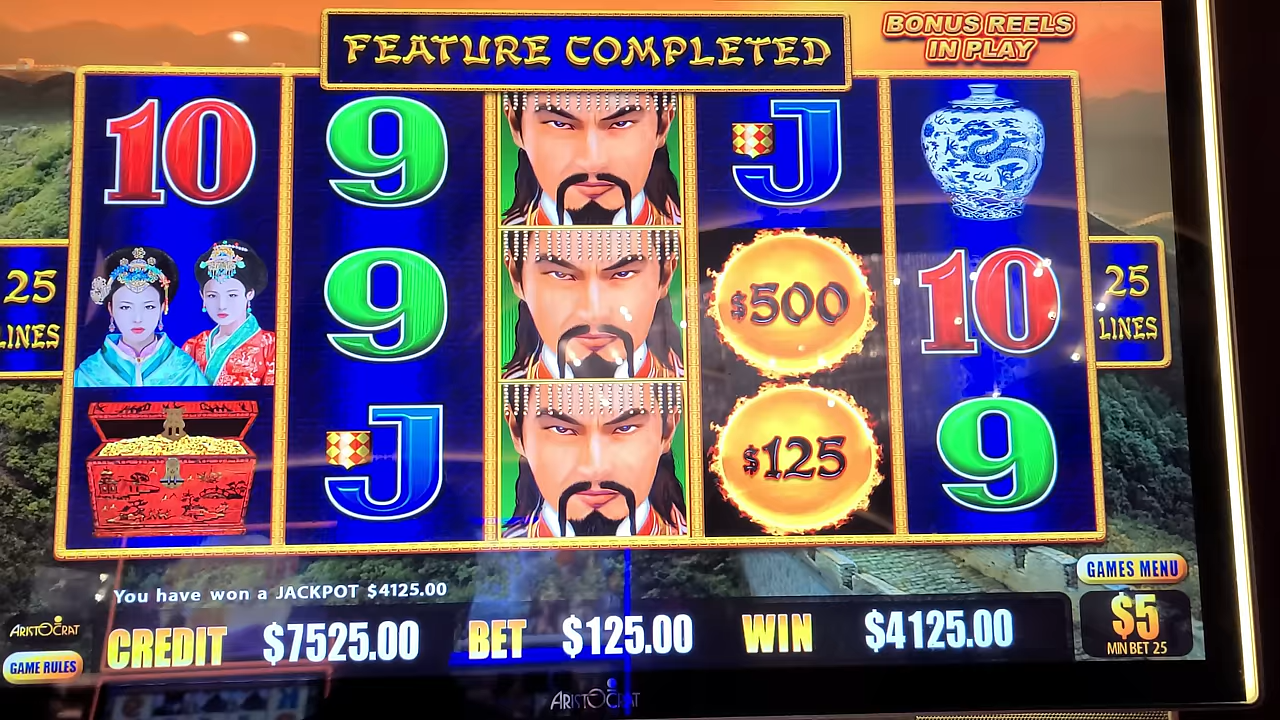 FEATURE COMPLETED
BONUS REELS
IN PLAY
10
9
J
25
LINES
9
$500
10
25
LINES
J
$125
9
You have won a JACKPOT $4125.00
GAMES MENU
ARISTOCRAT
CREDIT $7525.00 BET $125.00 WIN $4125.00
$5
MIN BET 25
GAME RULES
ARISTOCRAT